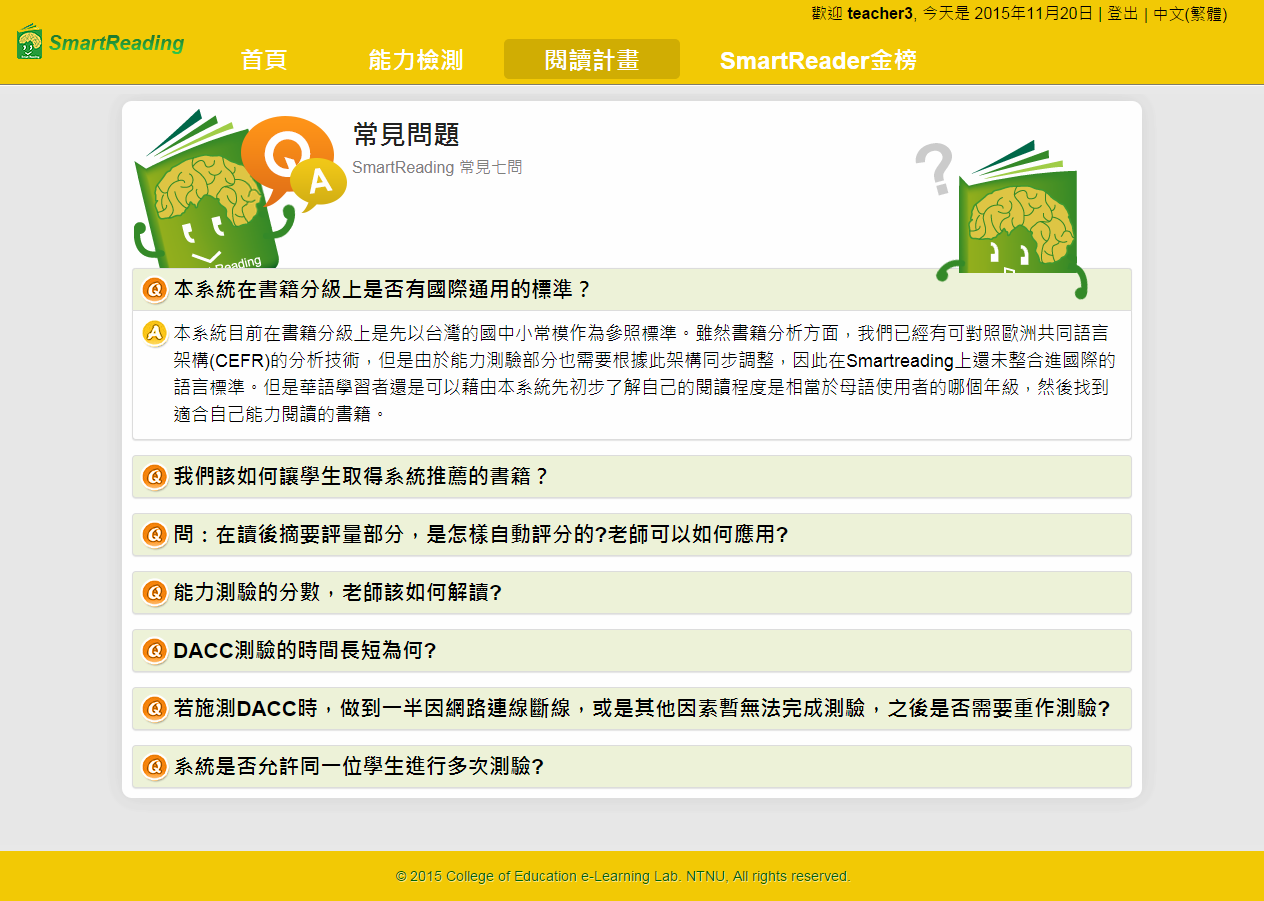 歡迎 teacher3, 今天是 2015年11月20日 | 登出 | 中文(繁體)
SmartReading
首頁 能力檢測 閱讀計畫 SmartReader金榜
Q
A
常見問題
SmartReading 常見七問
?
Reading
Q 本系統在書籍分級上是否有國際通用的標準？
A 本系統目前在書籍分級上是先以台灣的國中小常模作為參照標準。雖然書籍分析方面，我們已經有可對照歐洲共同語言
架構(CEFR)的分析技術，但是由於能力測驗部分也需要根據此架構同步調整，因此在Smartreading上還未整合進國際的
語言標準。但是華語學習者還是可以藉由本系統先初步了解自己的閱讀程度是相當於母語使用者的哪個年級，然後找到
適合自己能力閱讀的書籍。
Q 我們該如何讓學生取得系統推薦的書籍？
Q 問：在讀後摘要評量部分，是怎樣自動評分的?老師可以如何應用?
Q 能力測驗的分數，老師該如何解讀?
Q DACC測驗的時間長短為何?
Q 若施測DACC時，做到一半因網路連線斷線，或是其他因素暫無法完成測驗，之後是否需要重作測驗?
Q 系統是否允許同一位學生進行多次測驗?
© 2015 College of Education e-Learning Lab. NTNU, All rights reserved.